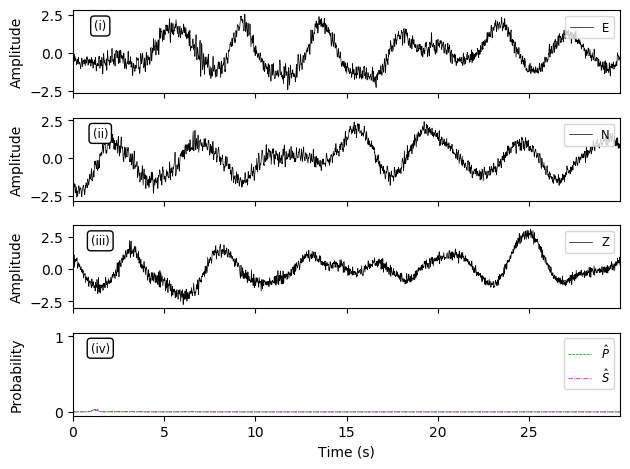 (i)
E
Amplitude
2.5
0.0
−2.5
(ii)
N
Amplitude
2.5
0.0
−2.5
(iii)
Z
Amplitude
2.5
0.0
−2.5
(iv)
P̂
Ŝ
Probability
1
0
0 5 10 15 20 25
Time (s)